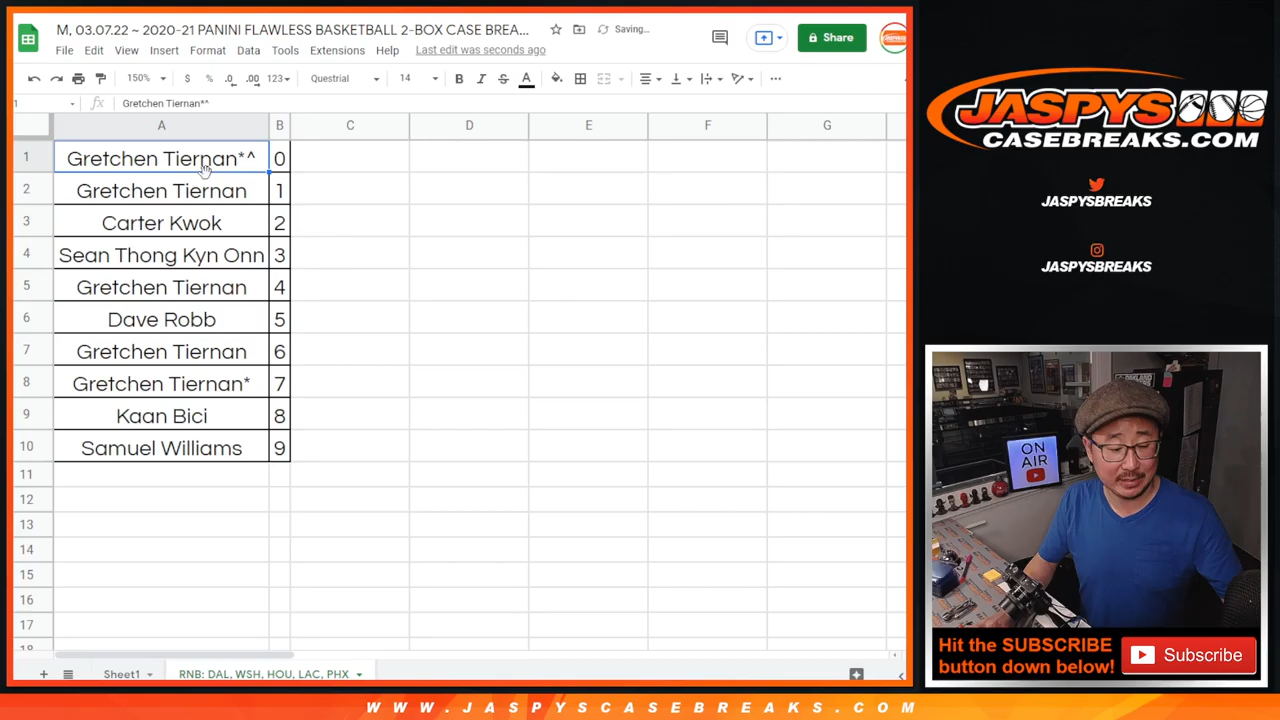 M, 03.07.22 ~ 2020-21 PANINI FLAWLESS BASKETBALL 2-BOX CASE BREA...
Saving...
Share
File Edit View Insert Format Data Tools Extensions Help Last edit was seconds ago
150% $ % .0 .00 123 Questrial 14 B I S A
1 fx Gretchen Tiernan*^
A B C D E F G
1 Gretchen Tiernan*^ 0
2 Gretchen Tiernan 1
3 Carter Kwok 2
4 Sean Thong Kyn Onn 3
5 Gretchen Tiernan 4
6 Dave Robb 5
7 Gretchen Tiernan 6
8 Gretchen Tiernan* 7
9 Kaan Bici 8
10 Samuel Williams 9
11
12
13
14
15
16
17
+ Sheet1 RNB: DAL, WSH, HOU, LAC, PHX
JASPYS
CASEBREAKS.COM
JASPYSBREAKS
JASPYSBREAKS
ON
AIR
Hit the SUBSCRIBE
button down below!
Subscribe
WWW.JASPYSCASEBREAKS.COM